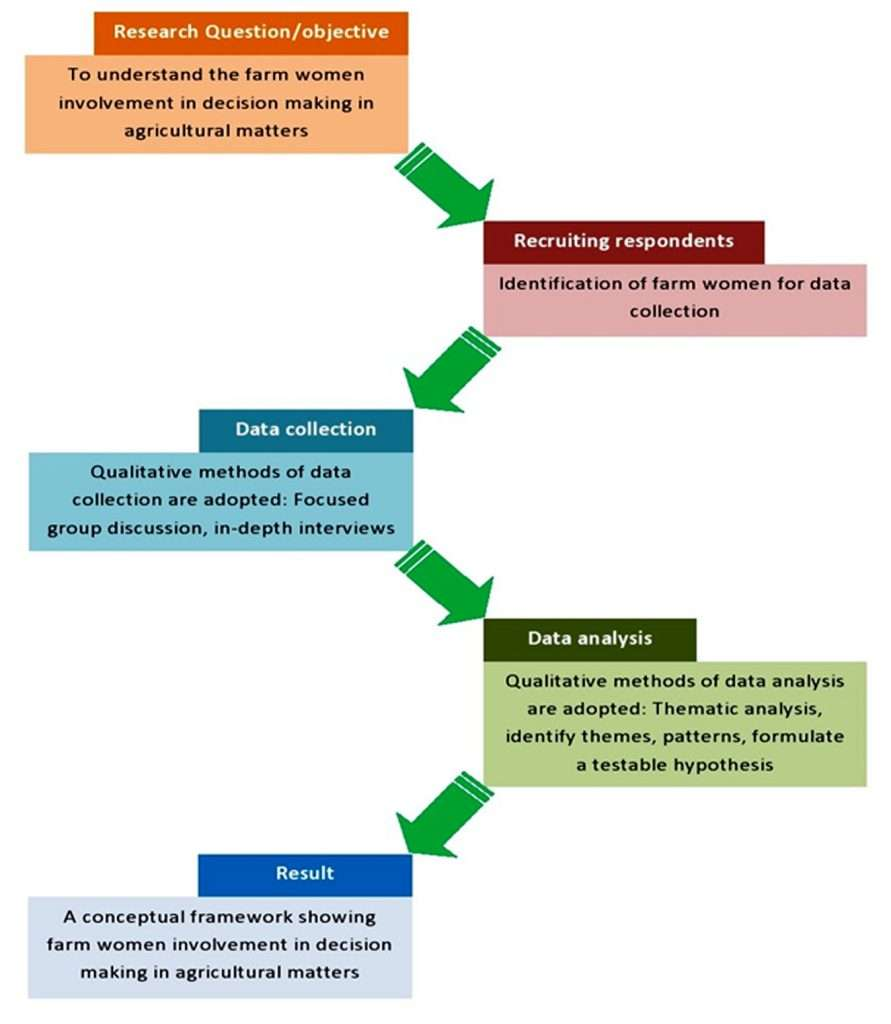 Research Question/objective
To understand the farm women
involvement in decision making in
agricultural matters
Recruiting respondents
Identification of farm women for data
collection
Data collection
Qualitative methods of data
collection are adopted: Focused
group discussion, in-depth interviews
Data analysis
Qualitative methods of data analysis
are adopted: Thematic analysis,
identify themes, patterns, formulate
a testable hypothesis
Result
A conceptual framework showing
farm women involvement in decision
making in agricultural matters